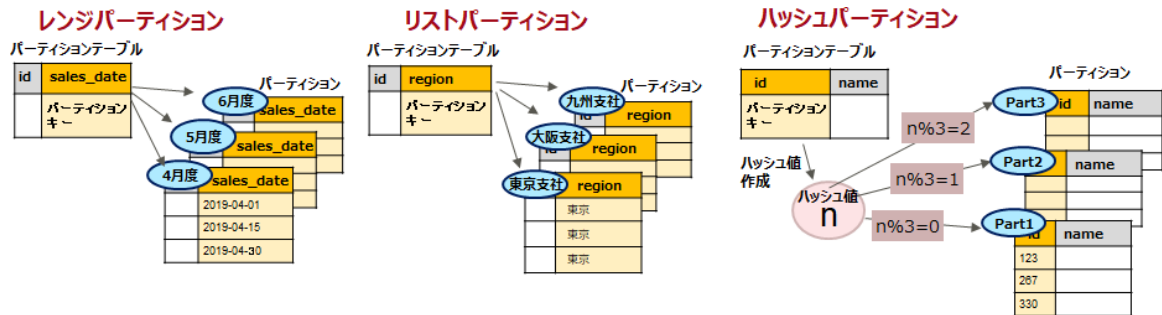 レンジパーティション
パーティションテーブル
id sales_date
パーティション
キー
パーティション
6月度
sales_date
5月度
sales_date
4月度
sales_date
2019-04-01
2019-04-15
2019-04-30
リストパーティション
パーティションテーブル
id region
パーティション
キー
パーティション
九州支社
id region
大阪支社
id region
東京支社
region
東京
東京
東京
ハッシュパーティション
パーティションテーブル
id name
パーティション
キー
ハッシュ値
作成
ハッシュ値
n
n%3=2
n%3=1
n%3=0
パーティション
Part3
id name
Part2
name
Part1
id name
123
267
330